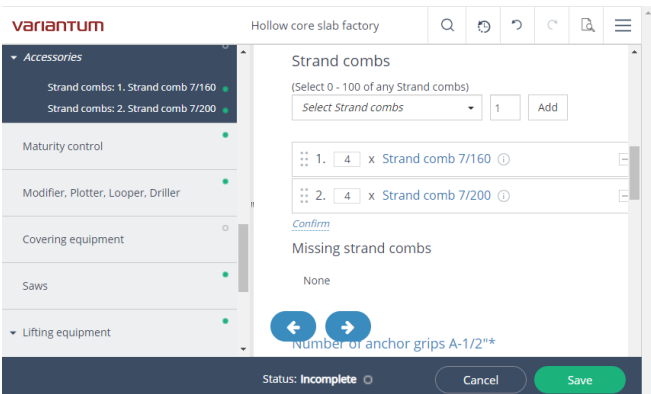 variantum
Hollow core slab factory
Accessories
Strand combs: 1. Strand comb 7/160
Strand combs: 2. Strand comb 7/200
Maturity control
Modifier, Plotter, Looper, Driller
Covering equipment
Saws
Lifting equipment
Strand combs
(Select 0 - 100 of any Strand combs)
Select Strand combs
1
Add
1. 4 x Strand comb 7/160
2. 4 x Strand comb 7/200
Confirm
Missing strand combs
None
Number of anchor grips A-1/2"*
Status: Incomplete
Cancel
Save